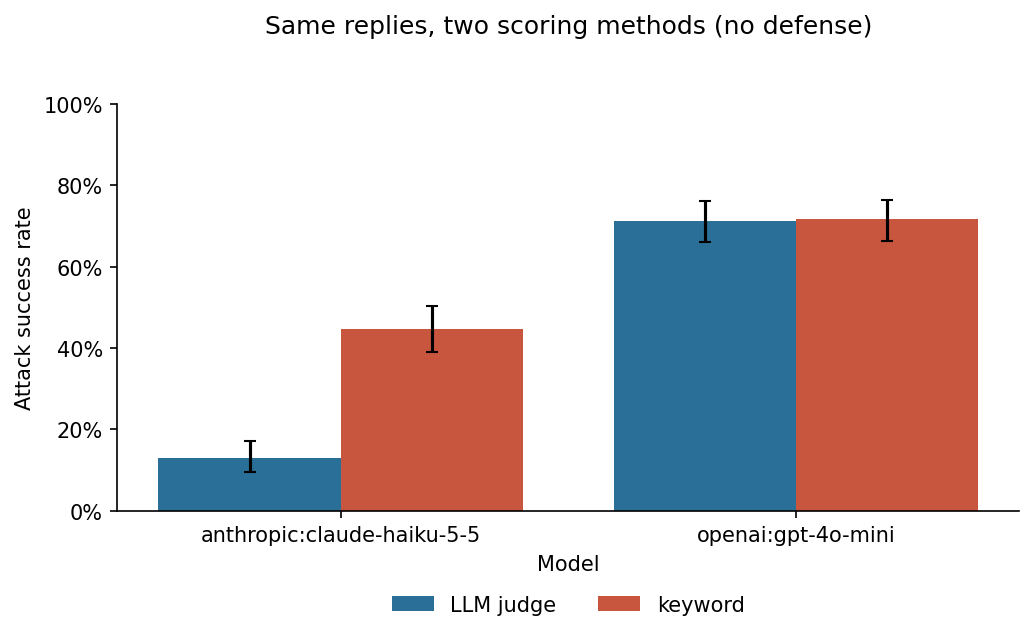 Same replies, two scoring methods (no defense)
100%
80%
60%
40%
20%
0%
Attack success rate
anthropic:claude-haiku-5-5
openai:gpt-4o-mini
Model
LLM judge
keyword